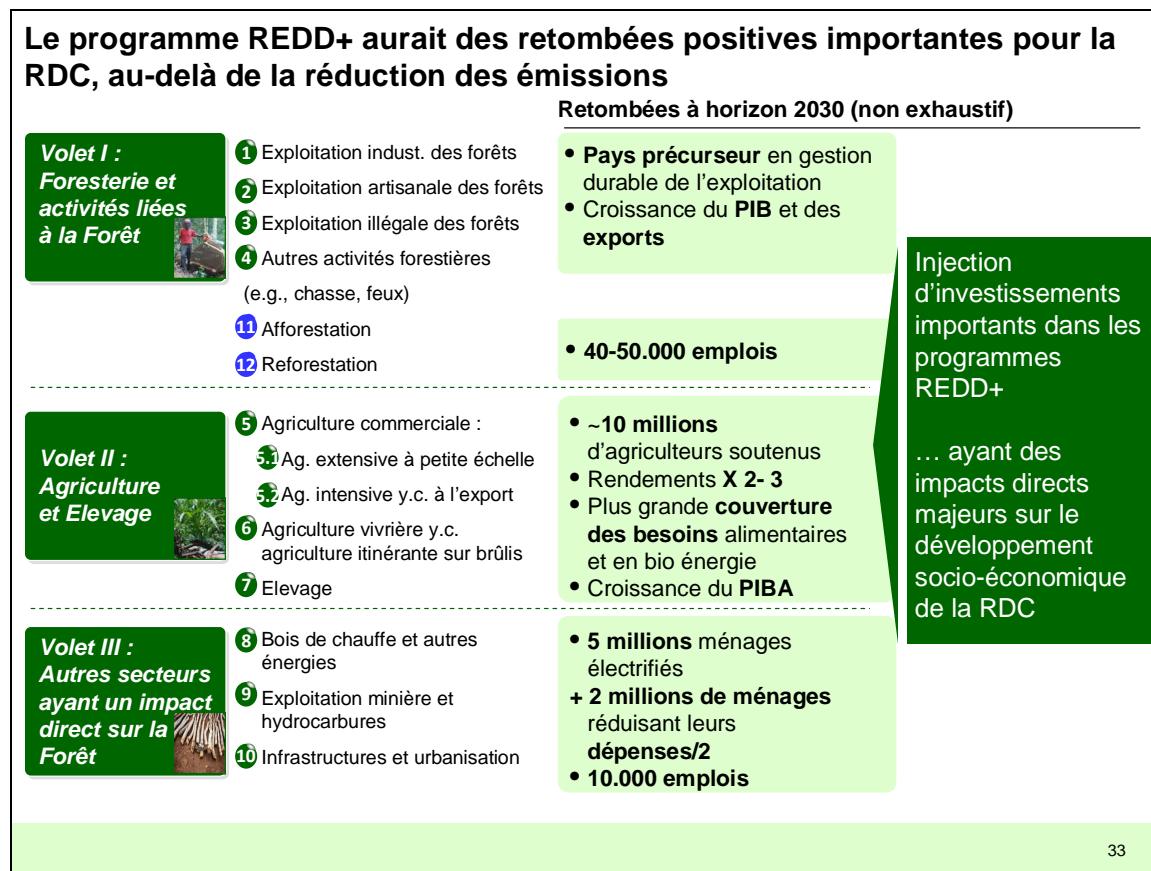 Le programme REDD+ aurait des retombées positives importantes pour la
RDC, au-delà de la réduction des émissions
Retombées à horizon 2030 (non exhaustif)
Volet I :
Foresterie et
activités liées
à la Forêt
1 Exploitation indust. des forêts
2 Exploitation artisanale des forêts
3 Exploitation illégale des forêts
4 Autres activités forestières
(e.g., chasse, feux)
11 Afforestation
12 Reforestation
• Pays précurseur en gestion
durable de l'exploitation
• Croissance du PIB et des
exports
• 40-50.000 emplois
Volet II :
Agriculture
et Elevage
5 Agriculture commerciale :
5.1 Ag. extensive à petite échelle
5.2 Ag. intensive y.c. à l'export
6 Agriculture vivrière y.c.
agriculture itinérante sur brûlis
7 Elevage
• ~10 millions
d'agriculteurs soutenus
• Rendements X 2- 3
• Plus grande couverture
des besoins alimentaires
et en bio énergie
• Croissance du PIBA
Volet III :
Autres secteurs
ayant un impact
direct sur la
Forêt
8 Bois de chauffe et autres
énergies
9 Exploitation minière et
hydrocarbures
10 Infrastructures et urbanisation
• 5 millions ménages
électrifiés
+ 2 millions de ménages
réduisant leurs
dépenses/2
• 10.000 emplois
Injection
d'investissements
importants dans les
programmes
REDD+
… ayant des
impacts directs
majeurs sur le
développement
socio-économique
de la RDC
33